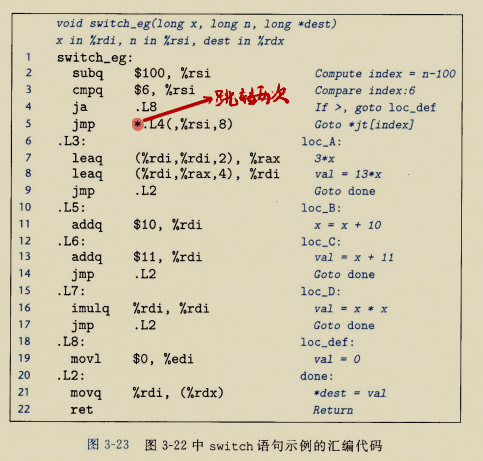 void switch_eg(long x, long n, long *dest)
x in %rdi, n in %rsi, dest in %rdx
1 switch_eg:
2 subq $100, %rsi Compute index = n-100
3 cmpq $6, %rsi Compare index:6
4 ja .L8 If >, goto loc_def
5 jmp *.L4(,%rsi,8) Goto *jt[index]
跳转两次
6 .L3: loc_A:
7 leaq (%rdi,%rdi,2), %rax 3*x
8 leaq (%rdi,%rax,4), %rdi val = 13*x
9 jmp .L2 Goto done
10 .L5: loc_B:
11 addq $10, %rdi x = x + 10
12 .L6: loc_C:
13 addq $11, %rdi val = x + 11
14 jmp .L2 Goto done
15 .L7: loc_D:
16 imulq %rdi, %rdi val = x * x
17 jmp .L2 Goto done
18 .L8: loc_def:
19 movl $0, %edi val = 0
20 .L2: done:
21 movq %rdi, (%rdx) *dest = val
22 ret Return
图 3-23 图 3-22 中 switch 语句示例的汇编代码